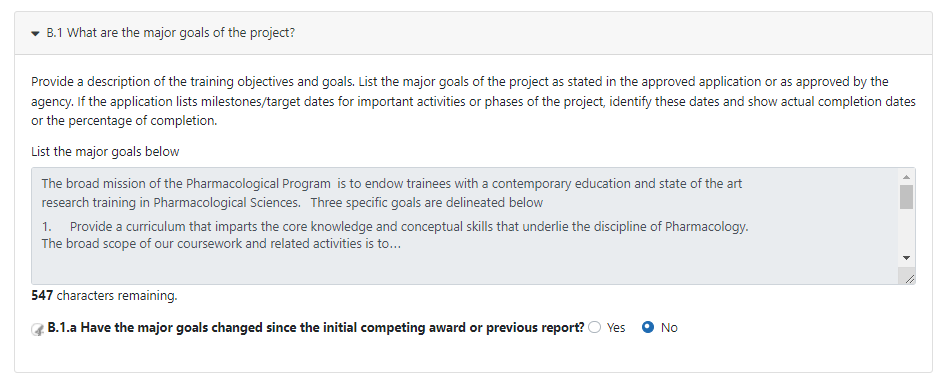 B.1 What are the major goals of the project?
Provide a description of the training objectives and goals. List the major goals of the project as stated in the approved application or as approved by the
agency. If the application lists milestones/target dates for important activities or phases of the project, identify these dates and show actual completion dates
or the percentage of completion.
List the major goals below
The broad mission of the Pharmacological Program is to endow trainees with a contemporary education and state of the art
research training in Pharmacological Sciences. Three specific goals are delineated below
1. Provide a curriculum that imparts the core knowledge and conceptual skills that underlie the discipline of Pharmacology.
The broad scope of our coursework and related activities is to...
547 characters remaining.
B.1.a Have the major goals changed since the initial competing award or previous report? Yes No